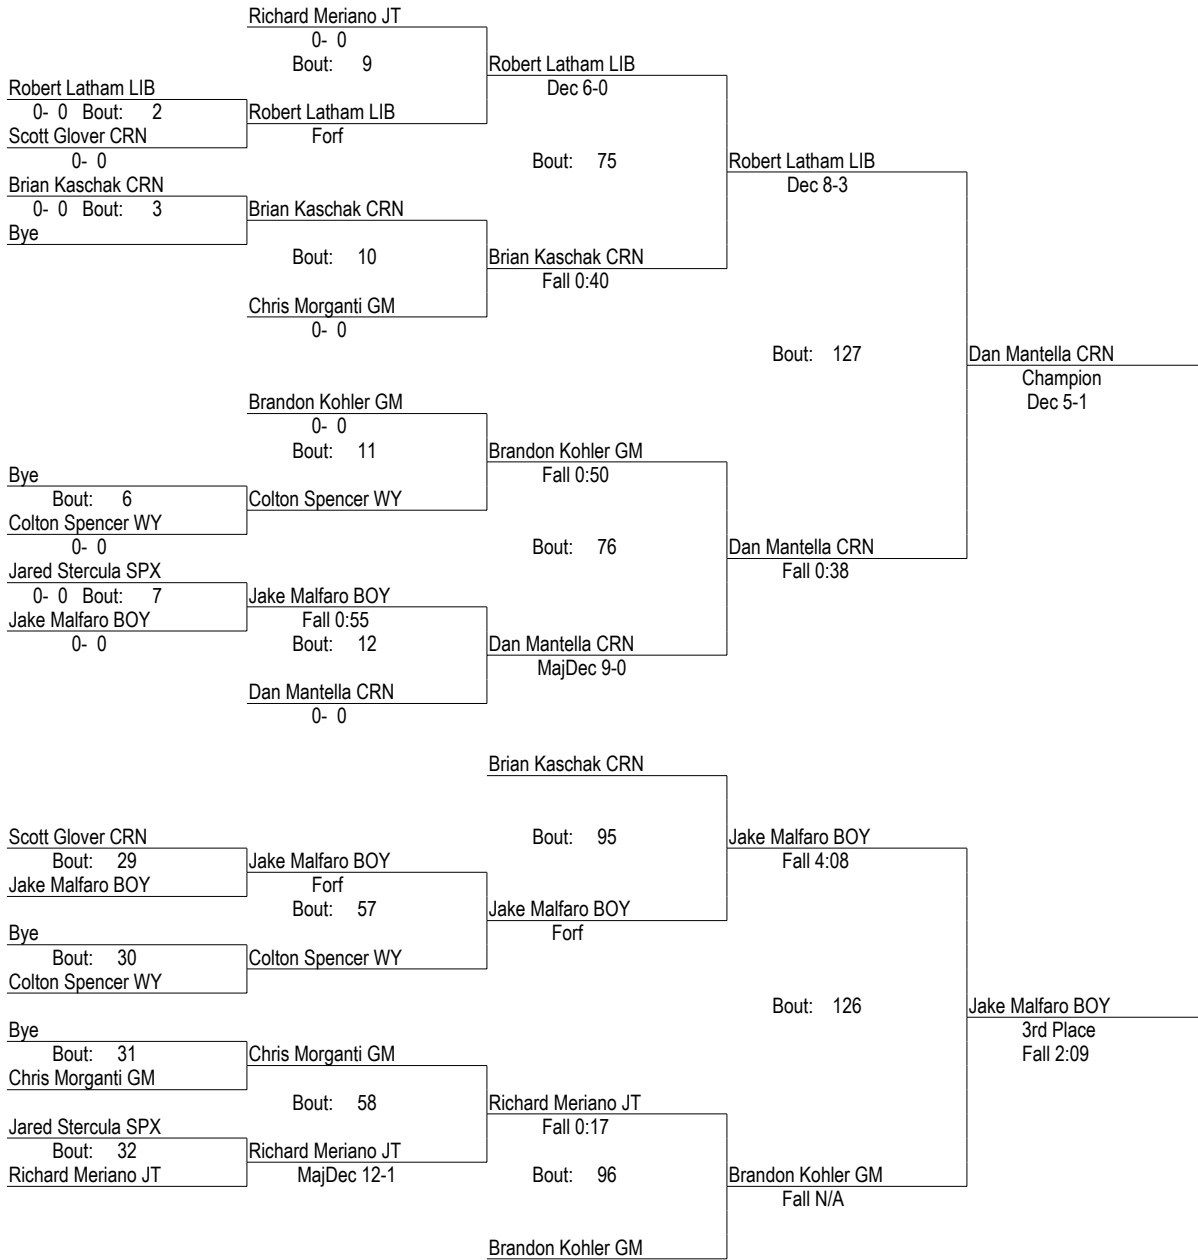 Richard Meriano JT
0- 0
Bout: 9
Robert Latham LIB
Dec 6-0
Robert Latham LIB
0- 0 Bout: 2
Robert Latham LIB
Scott Glover CRN
Forf
0- 0
Bout: 75
Robert Latham LIB
Dec 8-3
Brian Kaschak CRN
0- 0 Bout: 3
Brian Kaschak CRN
Bye
Bout: 10
Brian Kaschak CRN
Fall 0:40
Chris Morganti GM
0- 0
Bout: 127
Dan Mantella CRN
Champion
Dec 5-1
Brandon Kohler GM
0- 0
Bout: 11
Brandon Kohler GM
Fall 0:50
Bye
Bout: 6
Colton Spencer WY
Colton Spencer WY
0- 0
Bout: 76
Dan Mantella CRN
Fall 0:38
Jared Stercula SPX
0- 0 Bout: 7
Jake Malfaro BOY
Jake Malfaro BOY
Fall 0:55
0- 0
Bout: 12
Dan Mantella CRN
MajDec 9-0
Dan Mantella CRN
0- 0
Brian Kaschak CRN
Scott Glover CRN
Bout: 95
Jake Malfaro BOY
Fall 4:08
Bout: 29
Jake Malfaro BOY
Jake Malfaro BOY
Forf
Bout: 57
Jake Malfaro BOY
Forf
Bye
Bout: 30
Colton Spencer WY
Colton Spencer WY
Bout: 126
Jake Malfaro BOY
3rd Place
Fall 2:09
Bye
Bout: 31
Chris Morganti GM
Chris Morganti GM
Bout: 58
Richard Meriano JT
Fall 0:17
Jared Stercula SPX
Bout: 32
Richard Meriano JT
Richard Meriano JT
MajDec 12-1
Bout: 96
Brandon Kohler GM
Fall N/A
Brandon Kohler GM